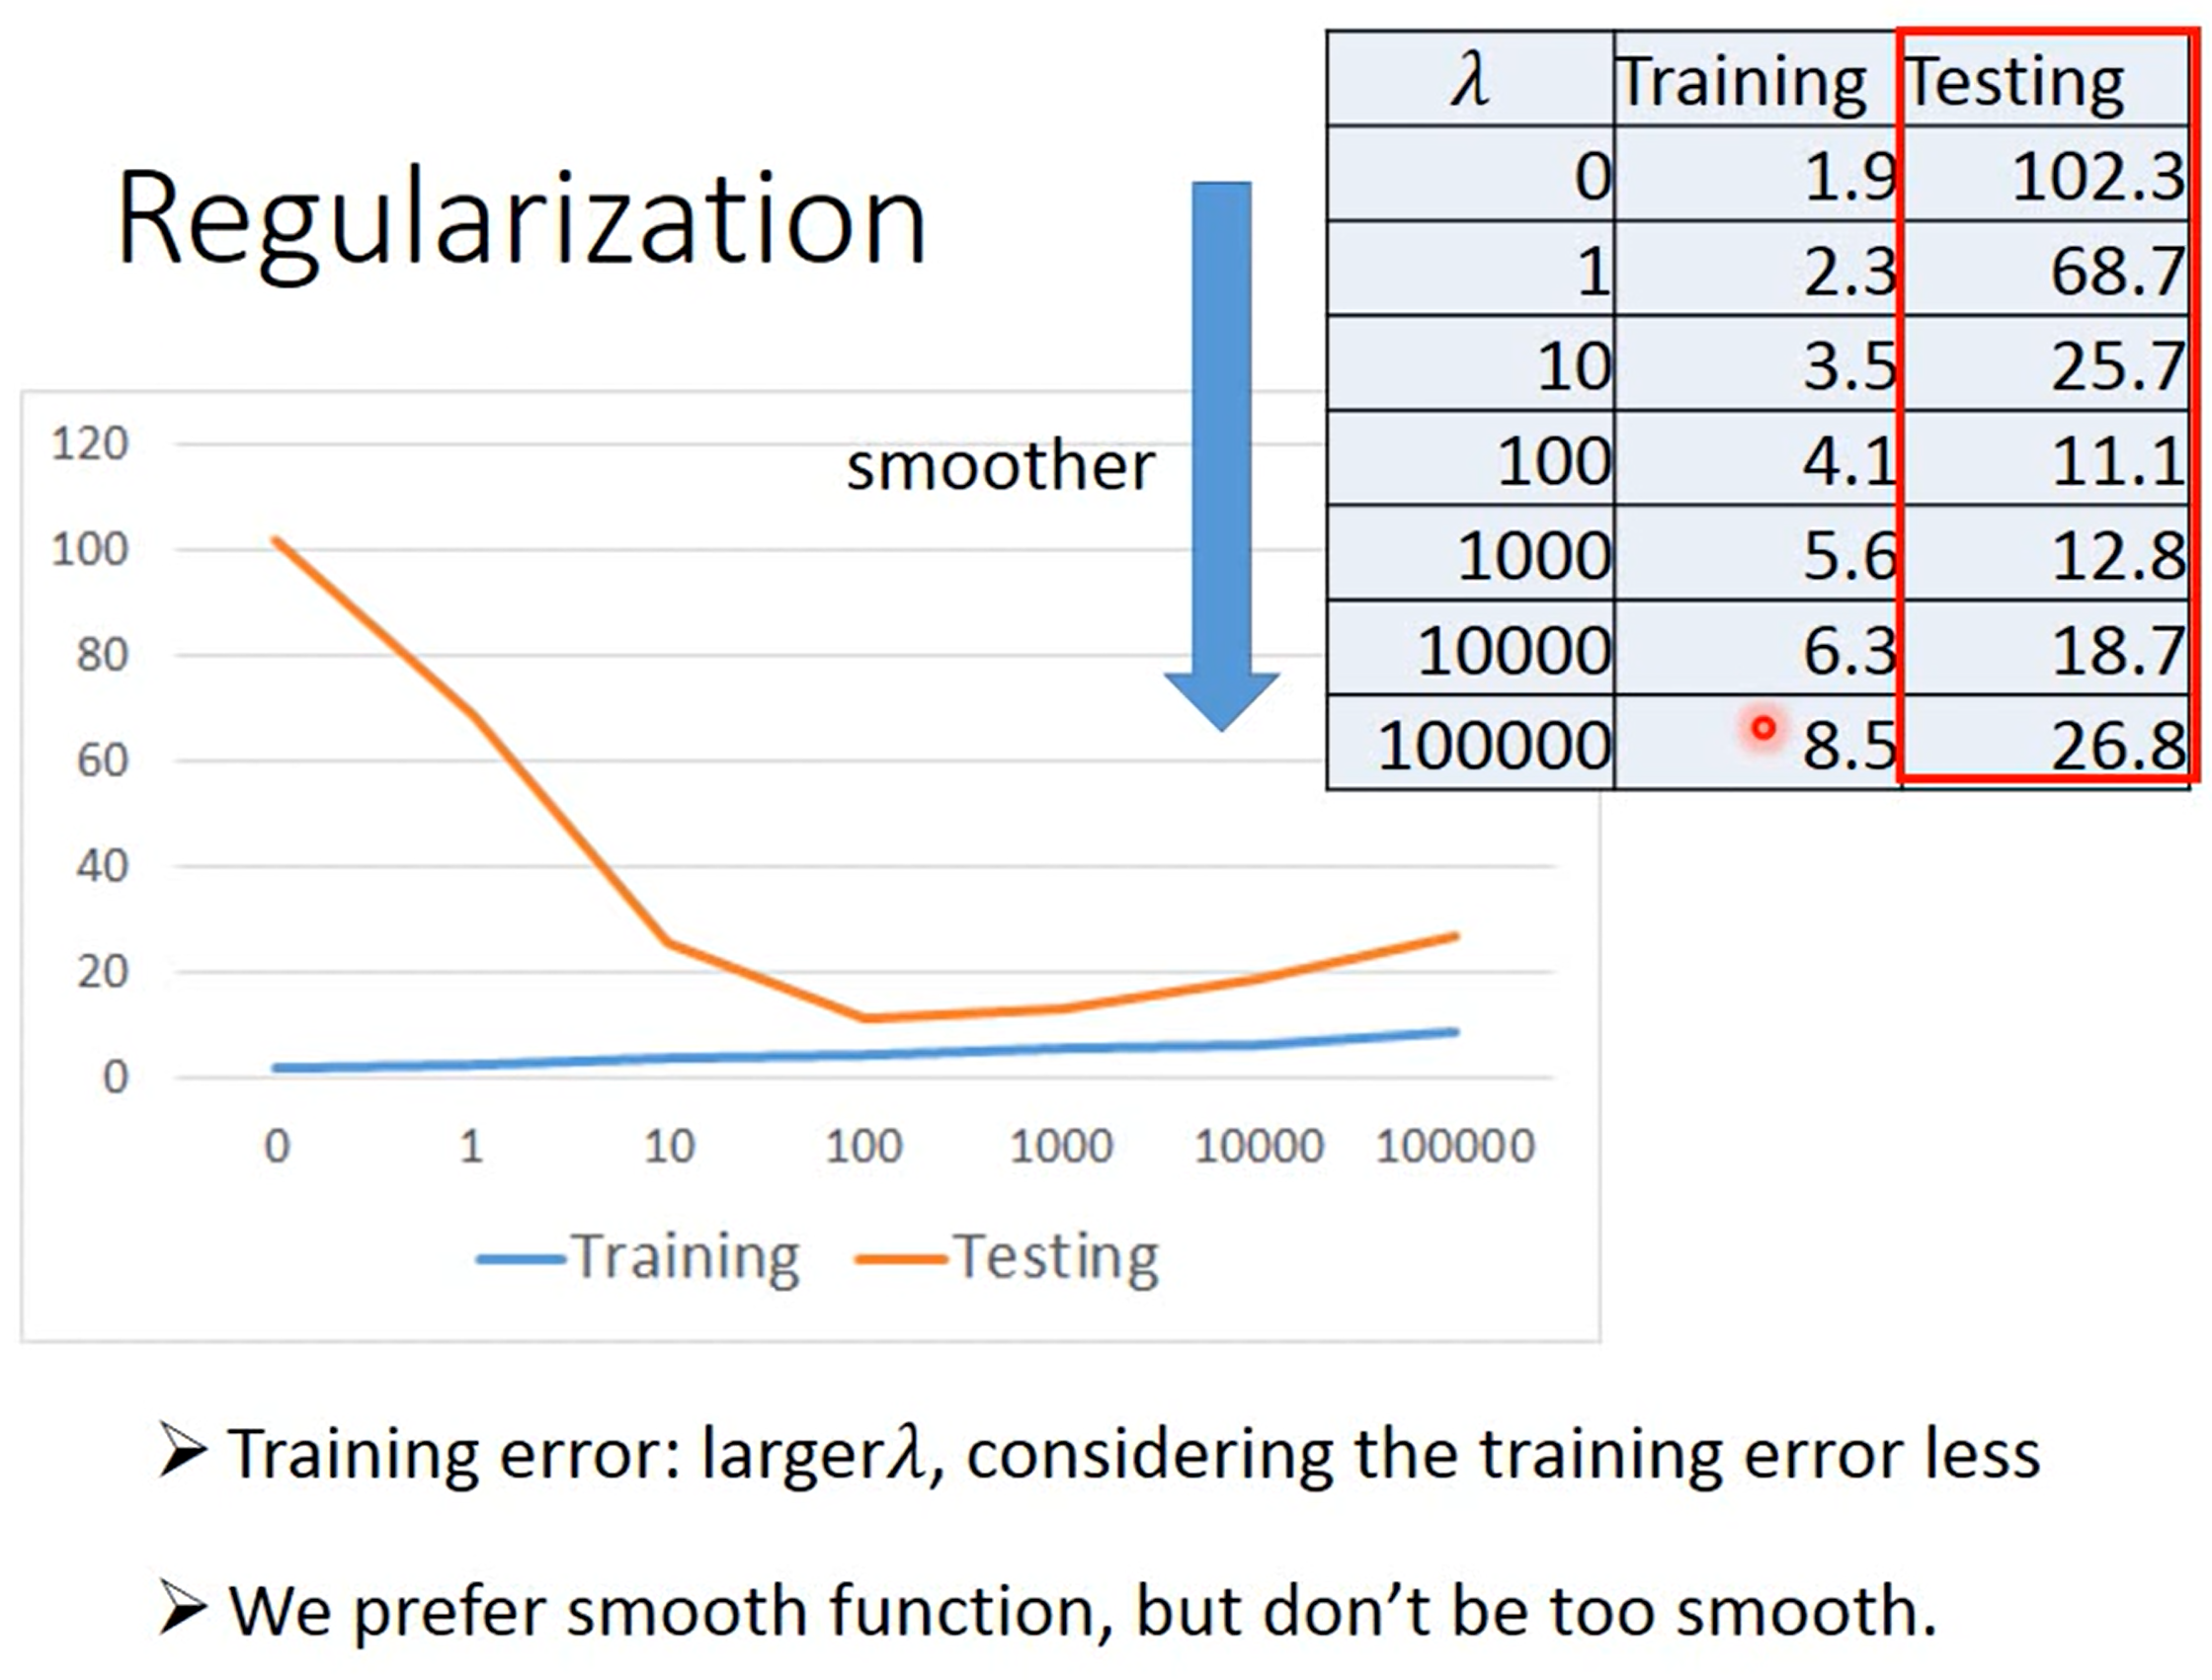 Regularization
smoother
λ Training Testing
0 1.9 102.3
1 2.3 68.7
10 3.5 25.7
100 4.1 11.1
1000 5.6 12.8
10000 6.3 18.7
100000 8.5 26.8
120
100
80
60
40
20
0
0 1 10 100 1000 10000 100000
Training Testing
➢ Training error: largerλ, considering the training error less
➢ We prefer smooth function, but don’t be too smooth.